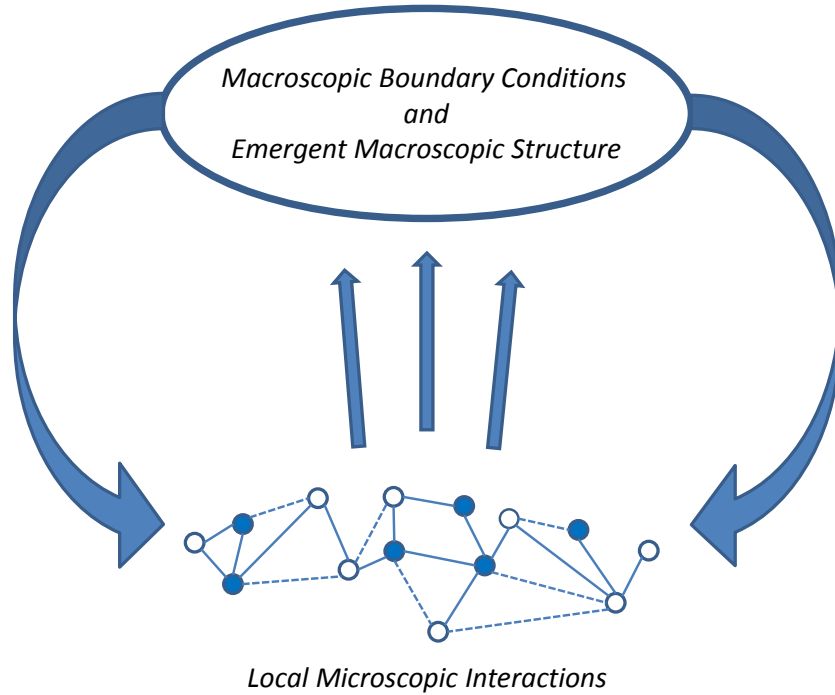 Macroscopic Boundary Conditions
and
Emergent Macroscopic Structure
Local Microscopic Interactions